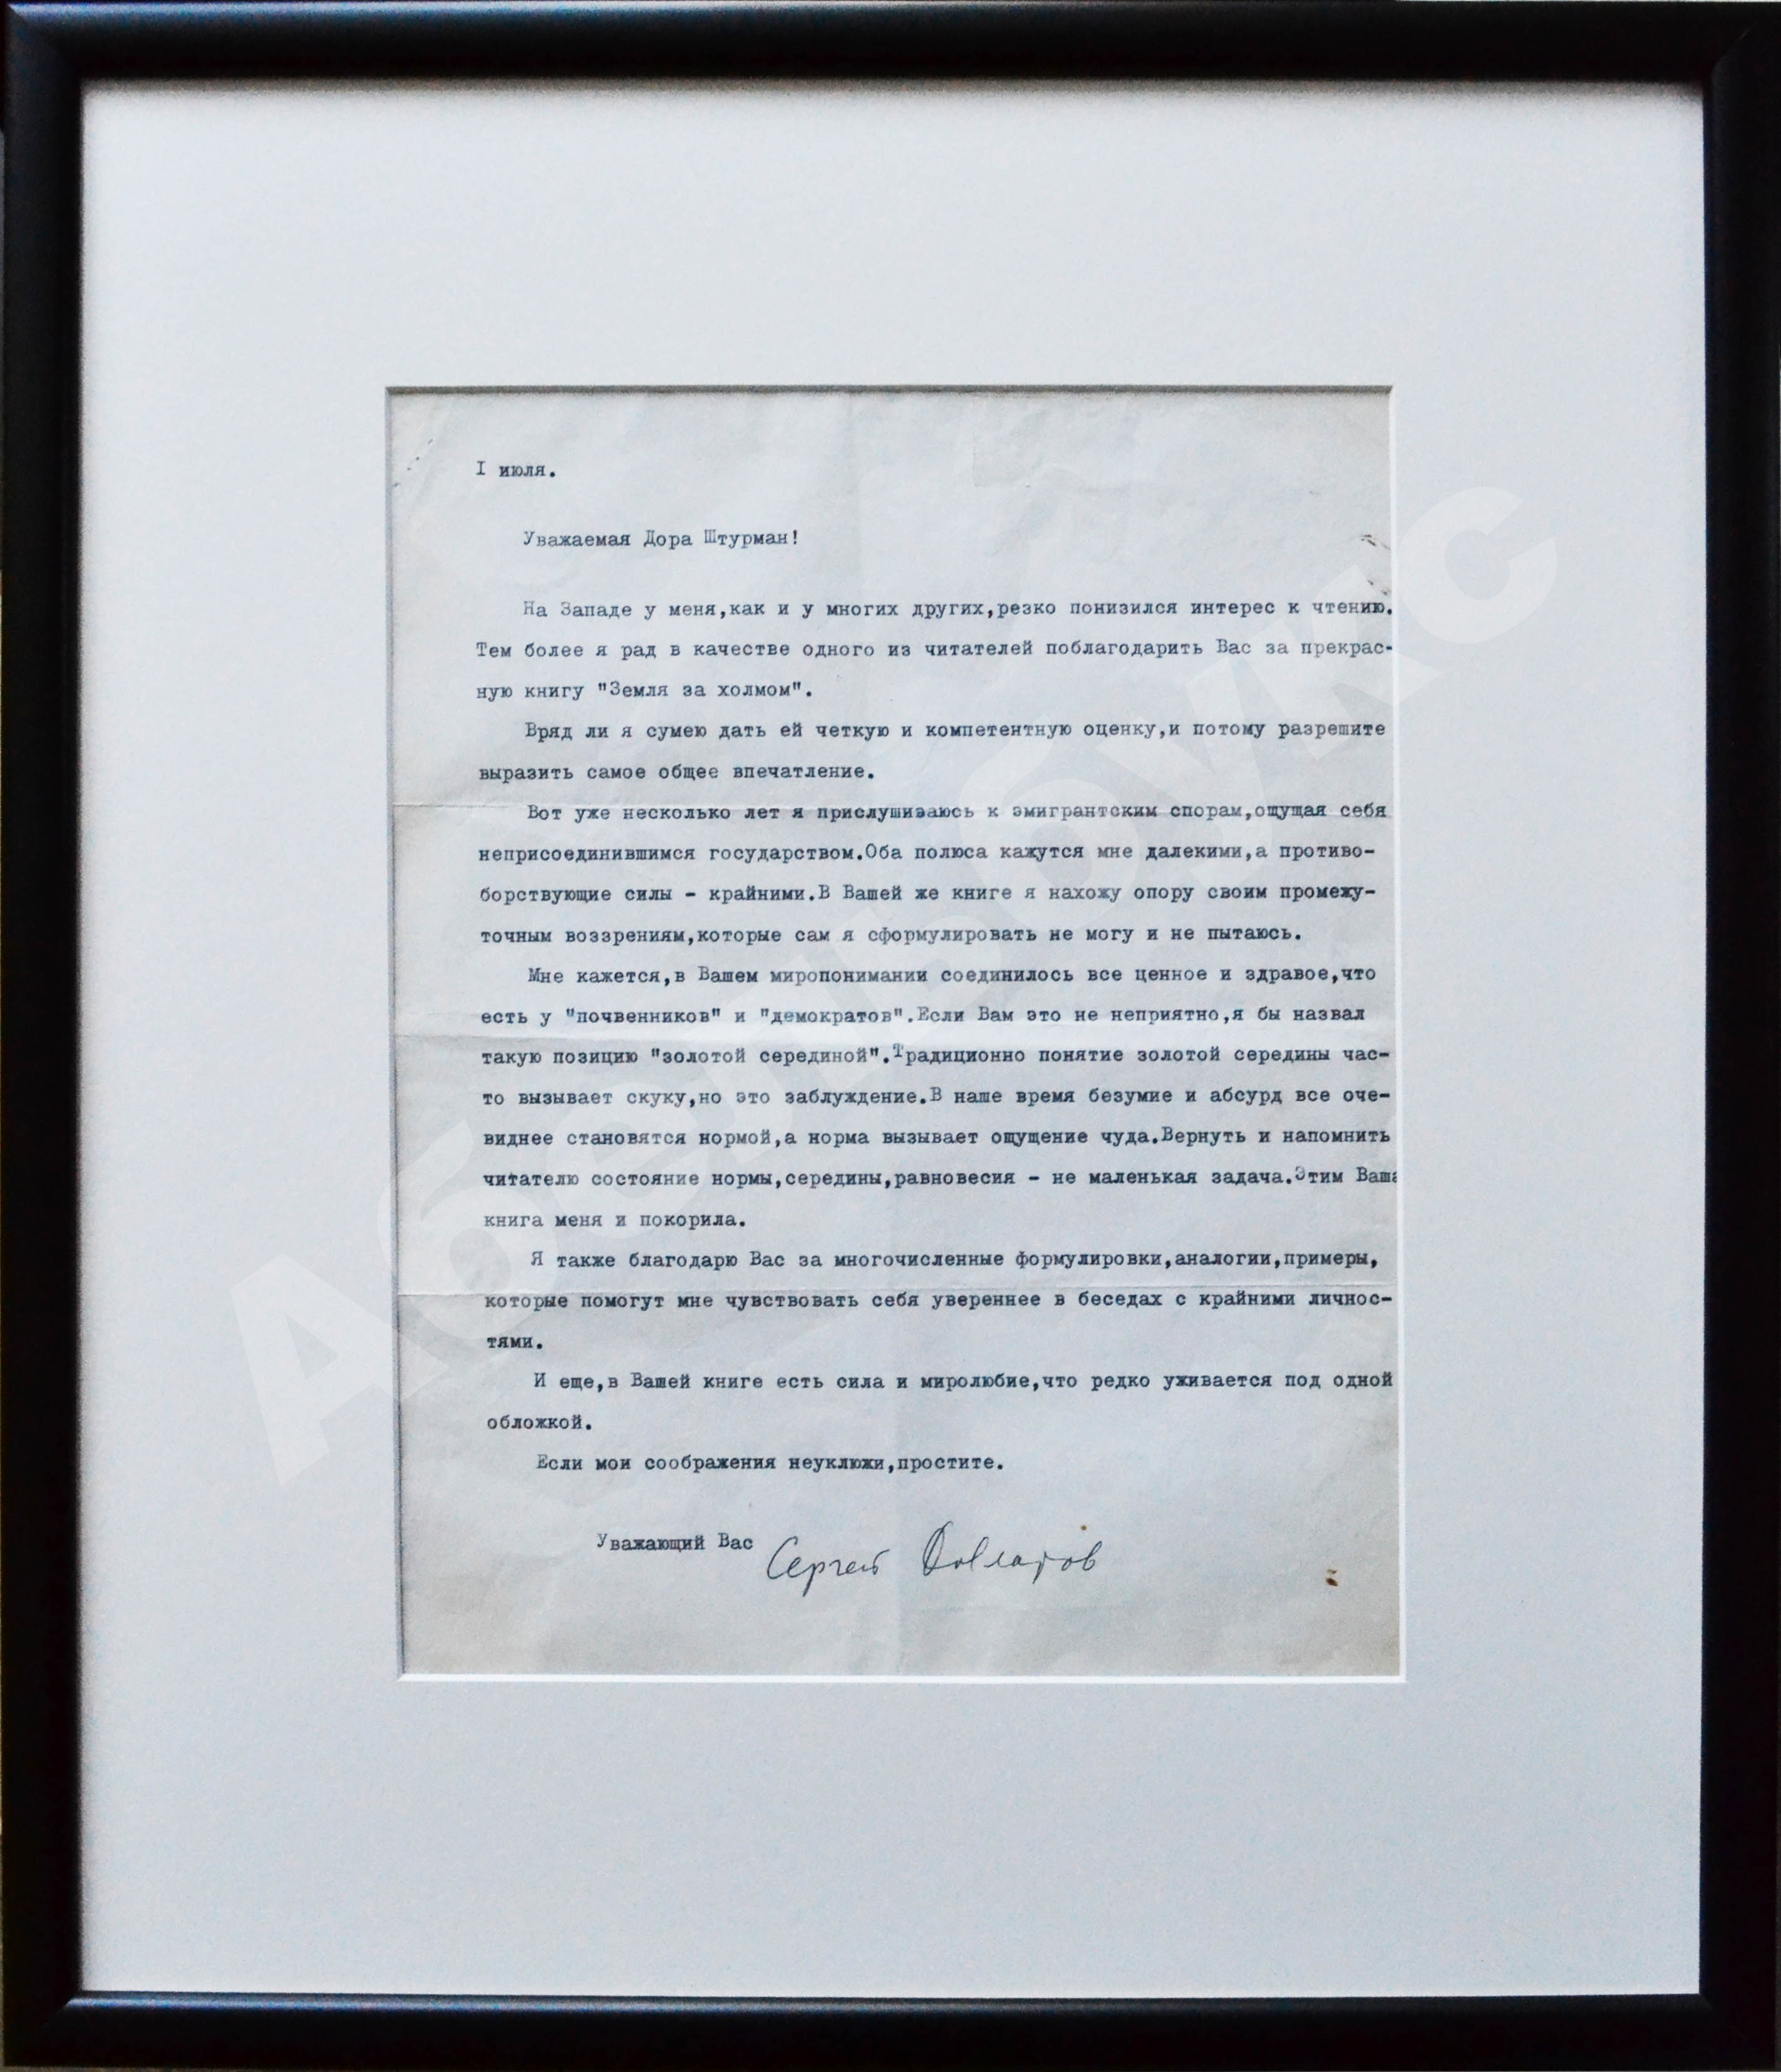 I июля.
Уважаемая Дора Штурман!
На Западе у меня,как и у многих других,резко понизился интерес к чтению.
Тем более я рад в качестве одного из читателей поблагодарить Вас за прекрас-
ную книгу "Земля за холмом".
Вряд ли я сумею дать ей четкую и компетентную оценку,и потому разрешите
выразить самое общее впечатление.
Вот уже несколько лет я прислушиваюсь к эмигрантским спорам,ощущая себя
неприсоединившимся государством.Оба полюса кажутся мне далекими,а противо-
борствующие силы - крайними.В Вашей же книге я нахожу опору своим промежу-
точным воззрениям,которые сам я сформулировать не могу и не пытаюсь.
Мне кажется,в Вашем миропонимании соединилось все ценное и здравое,что
есть у "почвенников" и "демократов".Если Вам это не неприятно,я бы назвал
такую позицию "золотой серединой".Традиционно понятие золотой середины час-
то вызывает скуку,но это заблуждение.В наше время безумие и абсурд все оче-
виднее становятся нормой,а норма вызывает ощущение чуда.Вернуть и напомнить
читателю состояние нормы,середины,равновесия - не маленькая задача.Этим Ваша
книга меня и покорила.
Я также благодарю Вас за многочисленные формулировки,аналогии,примеры,
которые помогут мне чувствовать себя увереннее в беседах с крайними личнос-
тями.
И еще,в Вашей книге есть сила и миролюбие,что редко уживается под одной
обложкой.
Если мои соображения неуклюжи,простите.
Уважающий Вас Сергей Довлатов